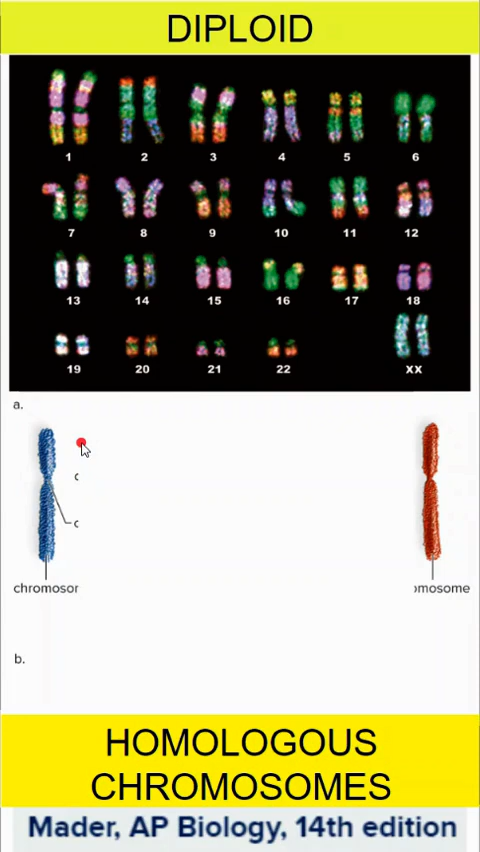 DIPLOID
1 2 3 4 5 6
7 8 9 10 11 12
13 14 15 16 17 18
19 20 21 22 XX
a.
c
c
chromosor
omosome
b.
HOMOLOGOUS
CHROMOSOMES
Mader, AP Biology, 14th edition